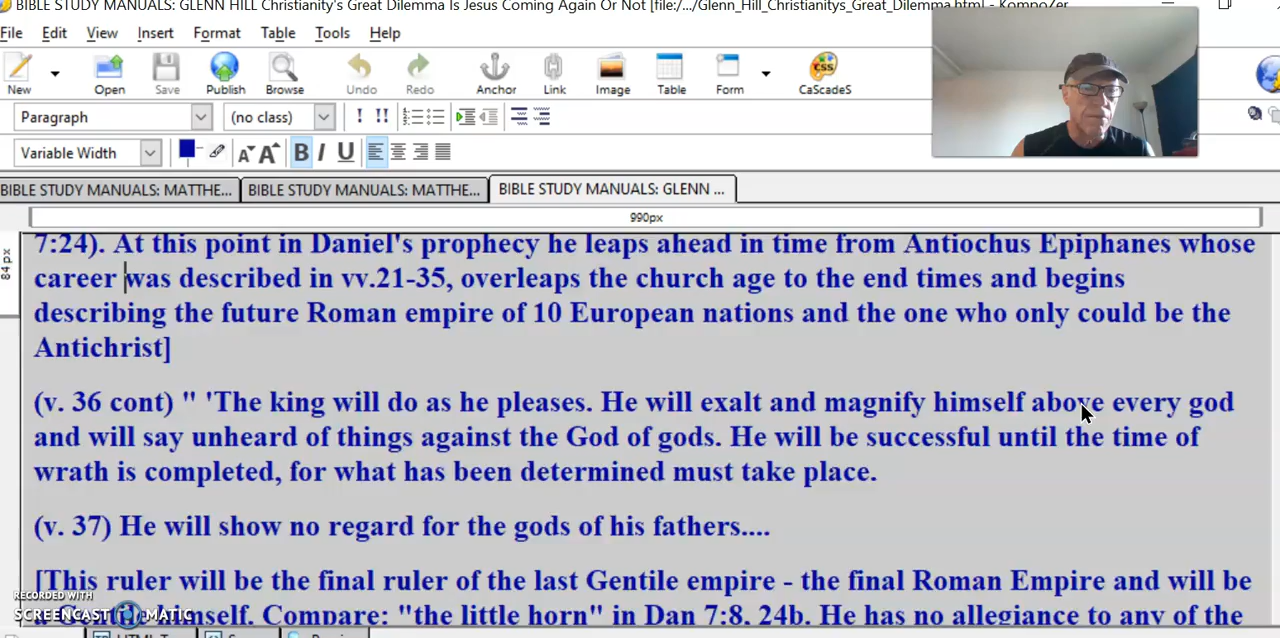 BIBLE STUDY MANUALS: GLENN HILL Christianity's Great Dilemma Is Jesus Coming Again Or Not [file:/.../Glenn_Hill_Christianitys_Great_Dilemma.html] - KompoZer
File Edit View Insert Format Table Tools Help
New Open Save Publish Browse Undo Redo Anchor Link Image Table Form CaScadeS
Paragraph (no class) ! !!
Variable Width A A B I U
BIBLE STUDY MANUALS: MATTHE... BIBLE STUDY MANUALS: MATTHE... BIBLE STUDY MANUALS: GLENN ...
990px
84 px
7:24). At this point in Daniel's prophecy he leaps ahead in time from Antiochus Epiphanes whose
career was described in vv.21-35, overleaps the church age to the end times and begins
describing the future Roman empire of 10 European nations and the one who only could be the
Antichrist]
(v. 36 cont) " 'The king will do as he pleases. He will exalt and magnify himself above every god
and will say unheard of things against the God of gods. He will be successful until the time of
wrath is completed, for what has been determined must take place.
(v. 37) He will show no regard for the gods of his fathers....
[This ruler will be the final ruler of the last Gentile empire - the final Roman Empire and will be
himself. Compare: "the little horn" in Dan 7:8, 24b. He has no allegiance to any of the
RECORDED WITH
SCREENCAST MATIC